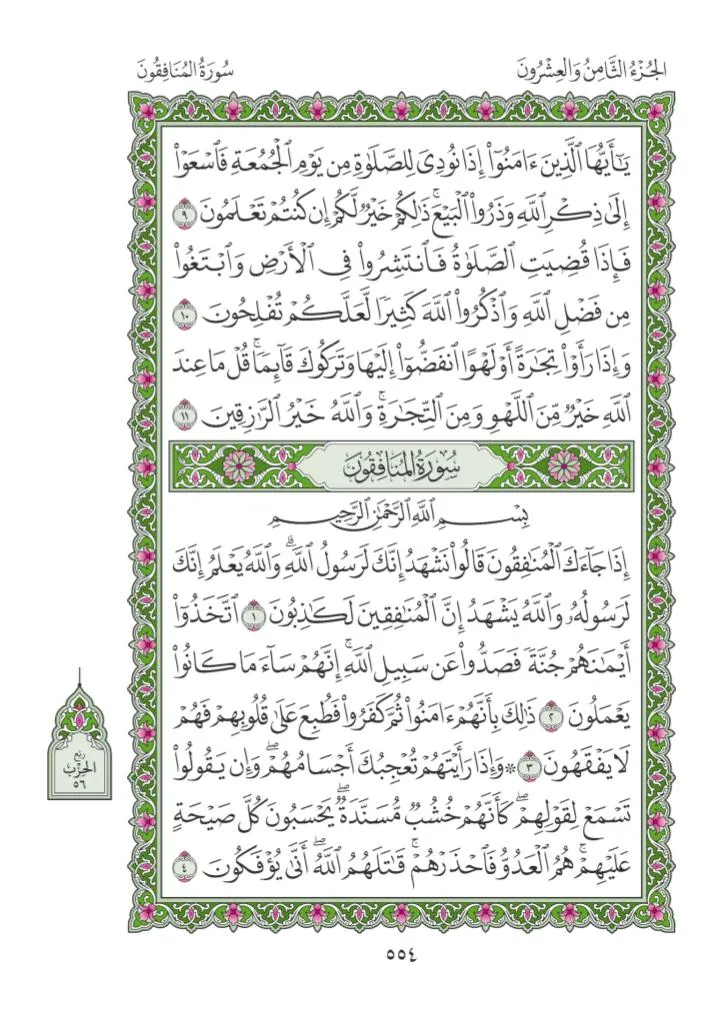 الجُزْءُ الثَّامِنُ وَالعِشْرُونَ
سُورَةُ المُنَافِقُونَ
يَـٰٓأَيُّهَا ٱلَّذِينَ ءَامَنُوٓا۟ إِذَا نُودِىَ لِلصَّلَوٰةِ مِن يَوْمِ ٱلْجُمُعَةِ فَٱسْعَوْا۟
إِلَىٰ ذِكْرِ ٱللَّهِ وَذَرُوا۟ ٱلْبَيْعَ ۚ ذَٰلِكُمْ خَيْرٌ لَّكُمْ إِن كُنتُمْ تَعْلَمُونَ ٩
فَإِذَا قُضِيَتِ ٱلصَّلَوٰةُ فَٱنتَشِرُوا۟ فِى ٱلْأَرْضِ وَٱبْتَغُوا۟
مِن فَضْلِ ٱللَّهِ وَٱذْكُرُوا۟ ٱللَّهَ كَثِيرًا لَّعَلَّكُمْ تُفْلِحُونَ ١٠
وَإِذَا رَأَوْا۟ تِجَـٰرَةً أَوْ لَهْوًا ٱنفَضُّوٓا۟ إِلَيْهَا وَتَرَكُوكَ قَآئِمًا ۚ قُلْ مَا عِندَ
ٱللَّهِ خَيْرٌ مِّنَ ٱللَّهْوِ وَمِنَ ٱلتِّجَـٰرَةِ ۚ وَٱللَّهُ خَيْرُ ٱلرَّٰزِقِينَ ١١
سُورَةُ المُنَافِقُونَ
بِسْمِ ٱللَّهِ ٱلرَّحْمَـٰنِ ٱلرَّحِيمِ
إِذَا جَآءَكَ ٱلْمُنَـٰفِقُونَ قَالُوا۟ نَشْهَدُ إِنَّكَ لَرَسُولُ ٱللَّهِ ۗ وَٱللَّهُ يَعْلَمُ إِنَّكَ
لَرَسُولُهُۥ وَٱللَّهُ يَشْهَدُ إِنَّ ٱلْمُنَـٰفِقِينَ لَكَـٰذِبُونَ ١ ٱتَّخَذُوٓا۟
أَيْمَـٰنَهُمْ جُنَّةً فَصَدُّوا۟ عَن سَبِيلِ ٱللَّهِ ۚ إِنَّهُمْ سَآءَ مَا كَانُوا۟
يَعْمَلُونَ ٢ ذَٰلِكَ بِأَنَّهُمْ ءَامَنُوا۟ ثُمَّ كَفَرُوا۟ فَطُبِعَ عَلَىٰ قُلُوبِهِمْ فَهُمْ
لَا يَفْقَهُونَ ٣ ۞ وَإِذَا رَأَيْتَهُمْ تُعْجِبُكَ أَجْسَامُهُمْ ۖ وَإِن يَقُولُوا۟
تَسْمَعْ لِقَوْلِهِمْ ۖ كَأَنَّهُمْ خُشُبٌ مُّسَنَّدَةٌ ۖ يَحْسَبُونَ كُلَّ صَيْحَةٍ
عَلَيْهِمْ ۚ هُمُ ٱلْعَدُوُّ فَٱحْذَرْهُمْ ۚ قَـٰتَلَهُمُ ٱللَّهُ ۖ أَنَّىٰ يُؤْفَكُونَ ٤
رُبع
الحِزْب
٥٦
٥٥٤